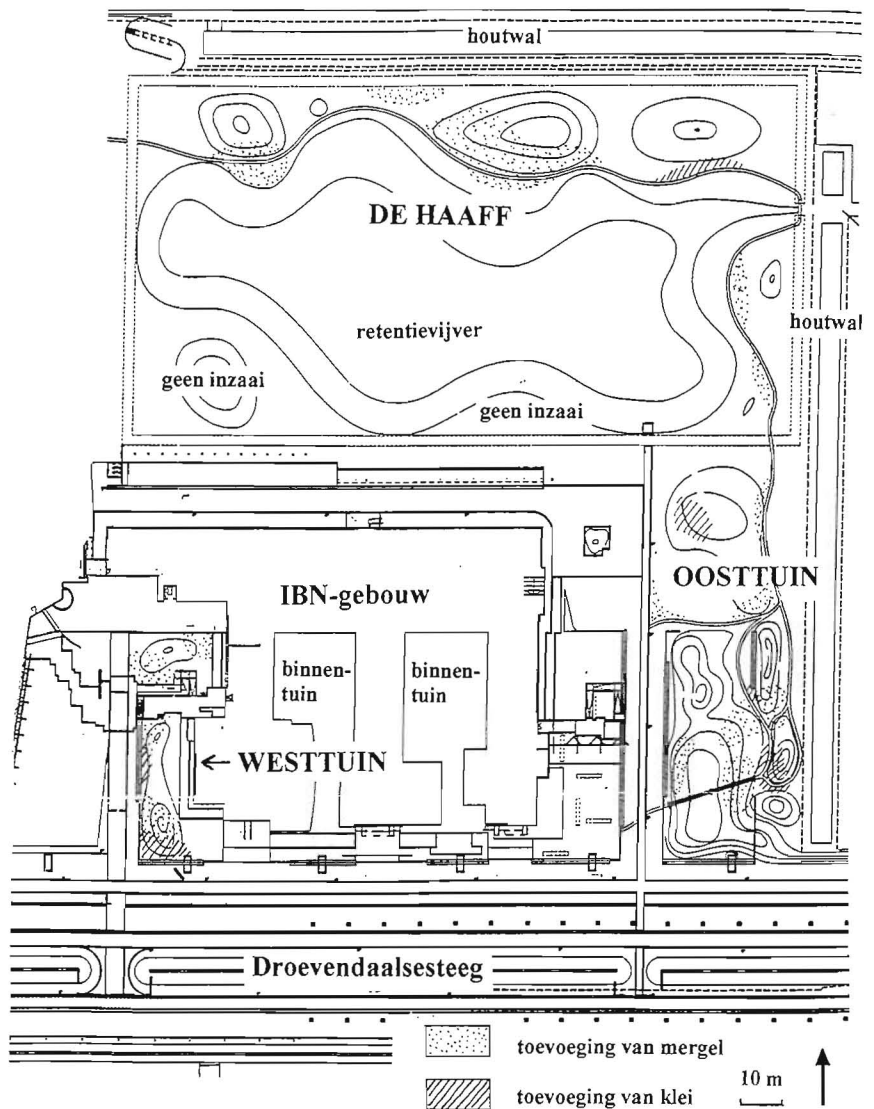 houtwal
DE HAAFF
houtwal
retentievijver
geen inzaai
geen inzaai
OOSTTUIN
IBN-gebouw
binnen-
tuin
binnen-
tuin
← WESTTUIN
Droevendaalsesteeg
toevoeging van mergel
toevoeging van klei
10 m